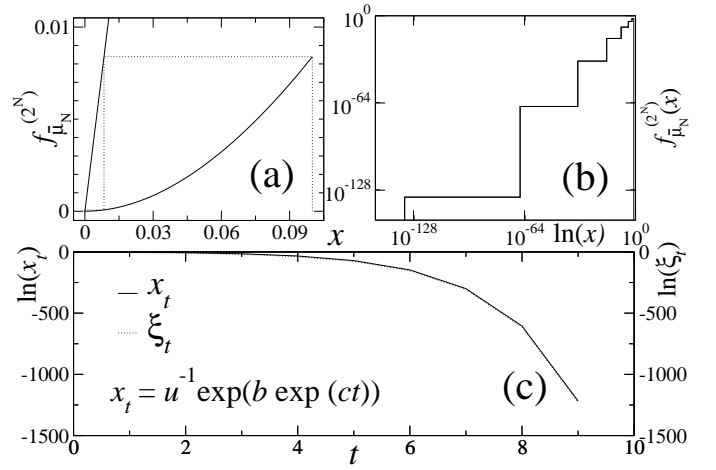 0.01
0
f_{μ̄_N}^{(2^N)}
(a)
0 0.03 0.06 0.09 x
10^0
10^-64
10^-128
(b)
f_{μ̄_N}^{(2^N)}(x)
10^-128 10^-64 ln(x) 10^0
0
-500
-1000
-1500
ln(x_t)
x_t
ξ_t
x_t = u^-1 exp(b exp (ct))
(c)
0
-500
-1000
-1500
ln(ξ_t)
0 2 t 4 6 8 10